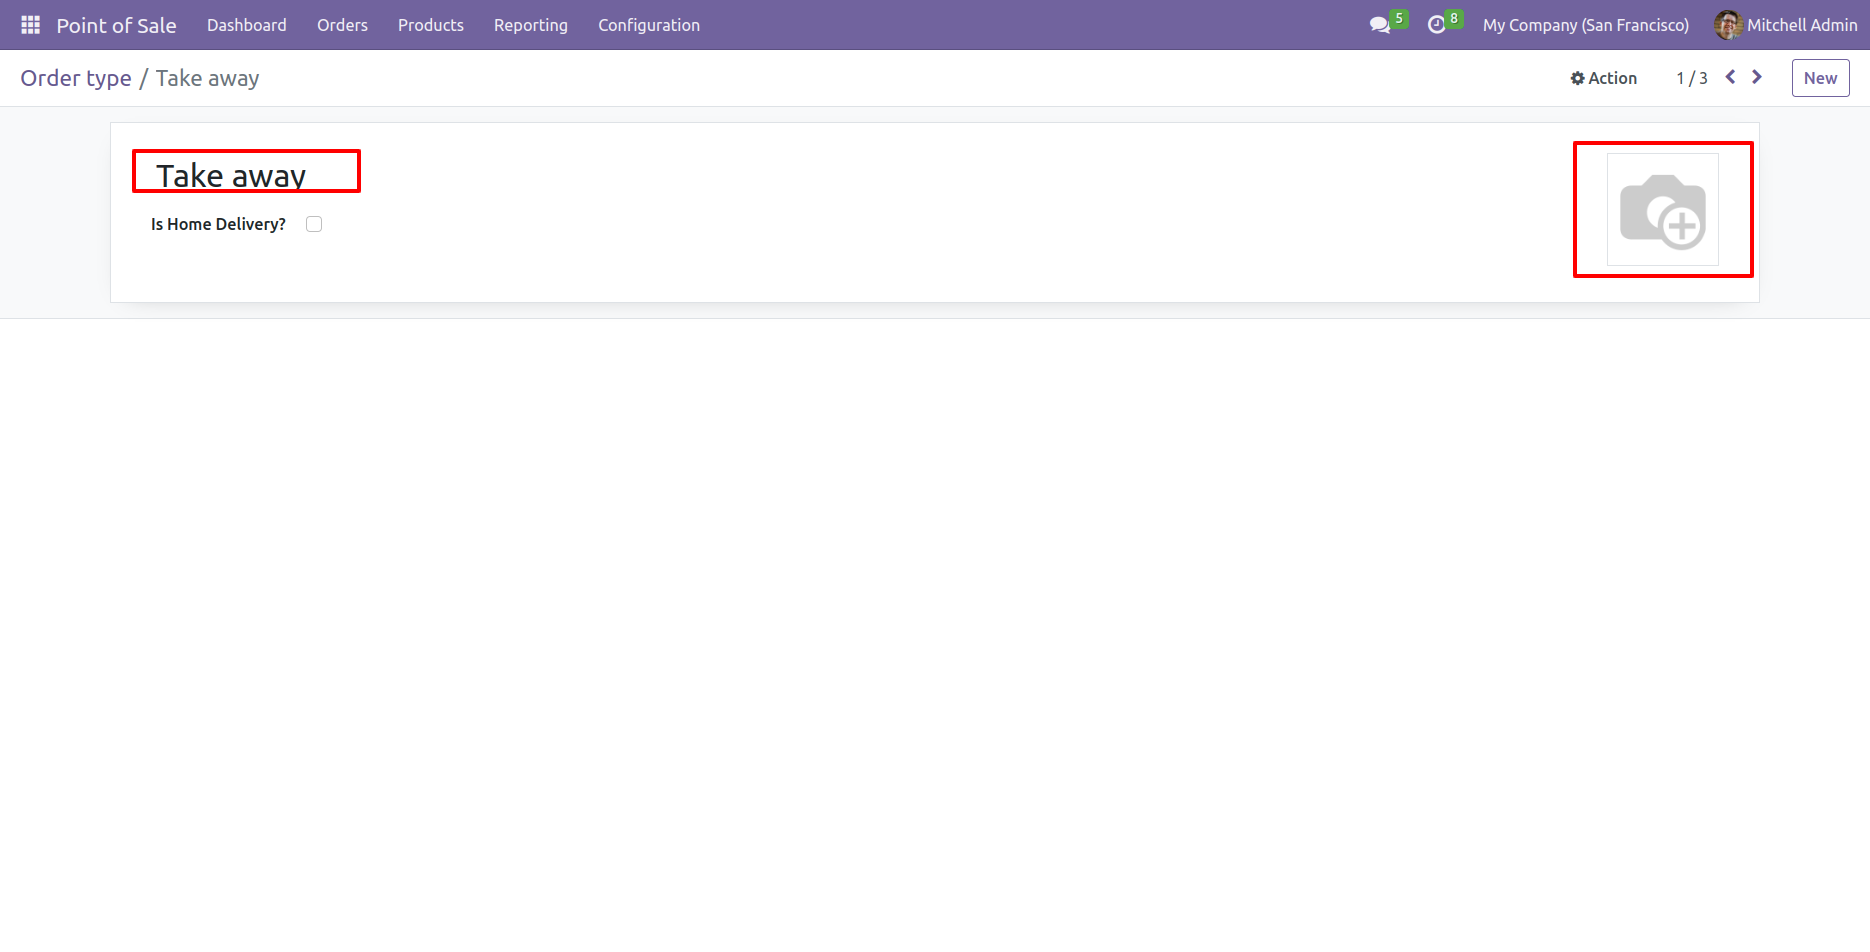 Point of Sale Dashboard Orders Products Reporting Configuration 5 8 My Company (San Francisco) Mitchell Admin
Order type / Take away Action 1 / 3 New
Take away
Is Home Delivery?